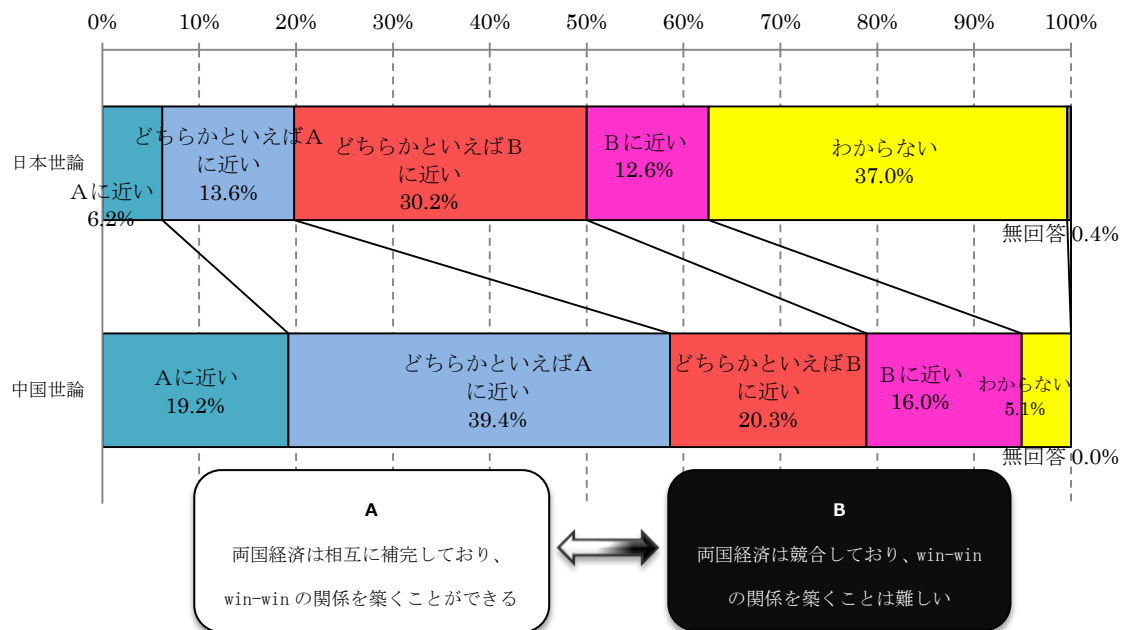 0% 10% 20% 30% 40% 50% 60% 70% 80% 90% 100%
日本世論
Aに近い
6.2%
どちらかといえばA
に近い
13.6%
どちらかといえばB
に近い
30.2%
Bに近い
12.6%
わからない
37.0%
無回答 0.4%
中国世論
Aに近い
19.2%
どちらかといえばA
に近い
39.4%
どちらかといえばB
に近い
20.3%
Bに近い
16.0%
わからない
5.1%
無回答 0.0%
A
両国経済は相互に補完しており、
win-win の関係を築くことができる
B
両国経済は競合しており、win-win
の関係を築くことは難しい